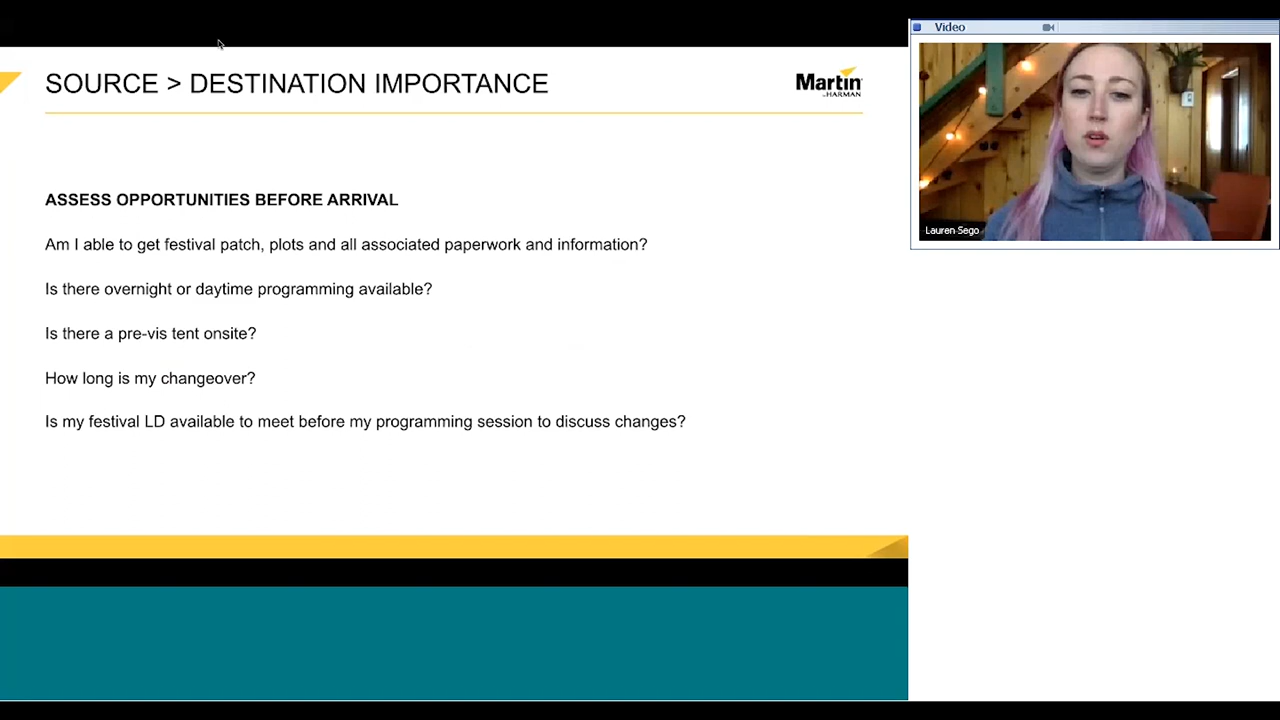 Video
SOURCE > DESTINATION IMPORTANCE
Martin
by HARMAN
ASSESS OPPORTUNITIES BEFORE ARRIVAL
Am I able to get festival patch, plots and all associated paperwork and information?
Is there overnight or daytime programming available?
Is there a pre-vis tent onsite?
How long is my changeover?
Is my festival LD available to meet before my programming session to discuss changes?
Lauren Sego